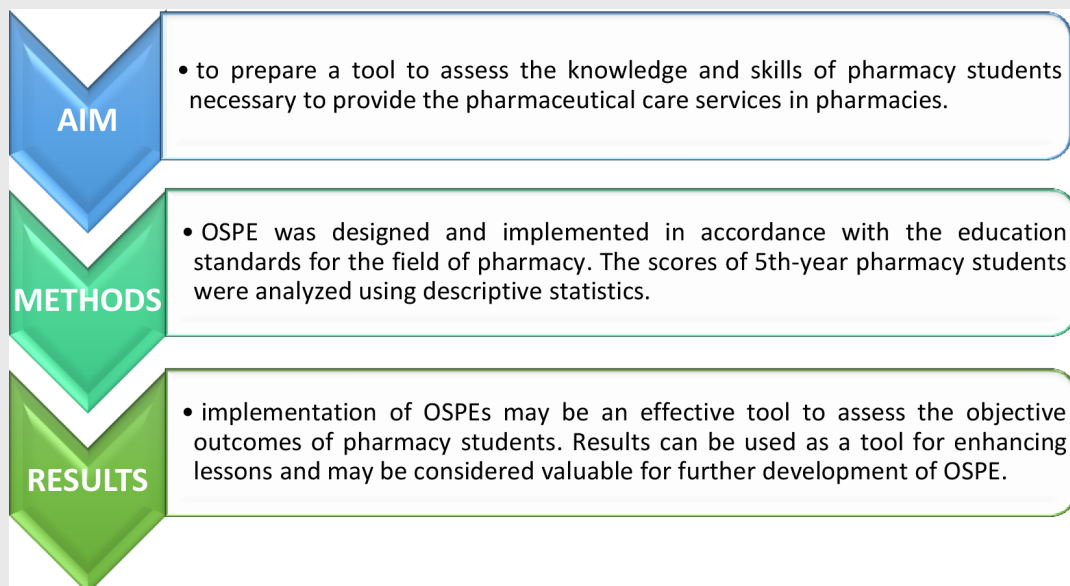 AIM
• to prepare a tool to assess the knowledge and skills of pharmacy students
necessary to provide the pharmaceutical care services in pharmacies.
METHODS
• OSPE was designed and implemented in accordance with the education
standards for the field of pharmacy. The scores of 5th-year pharmacy students
were analyzed using descriptive statistics.
RESULTS
• implementation of OSPEs may be an effective tool to assess the objective
outcomes of pharmacy students. Results can be used as a tool for enhancing
lessons and may be considered valuable for further development of OSPE.